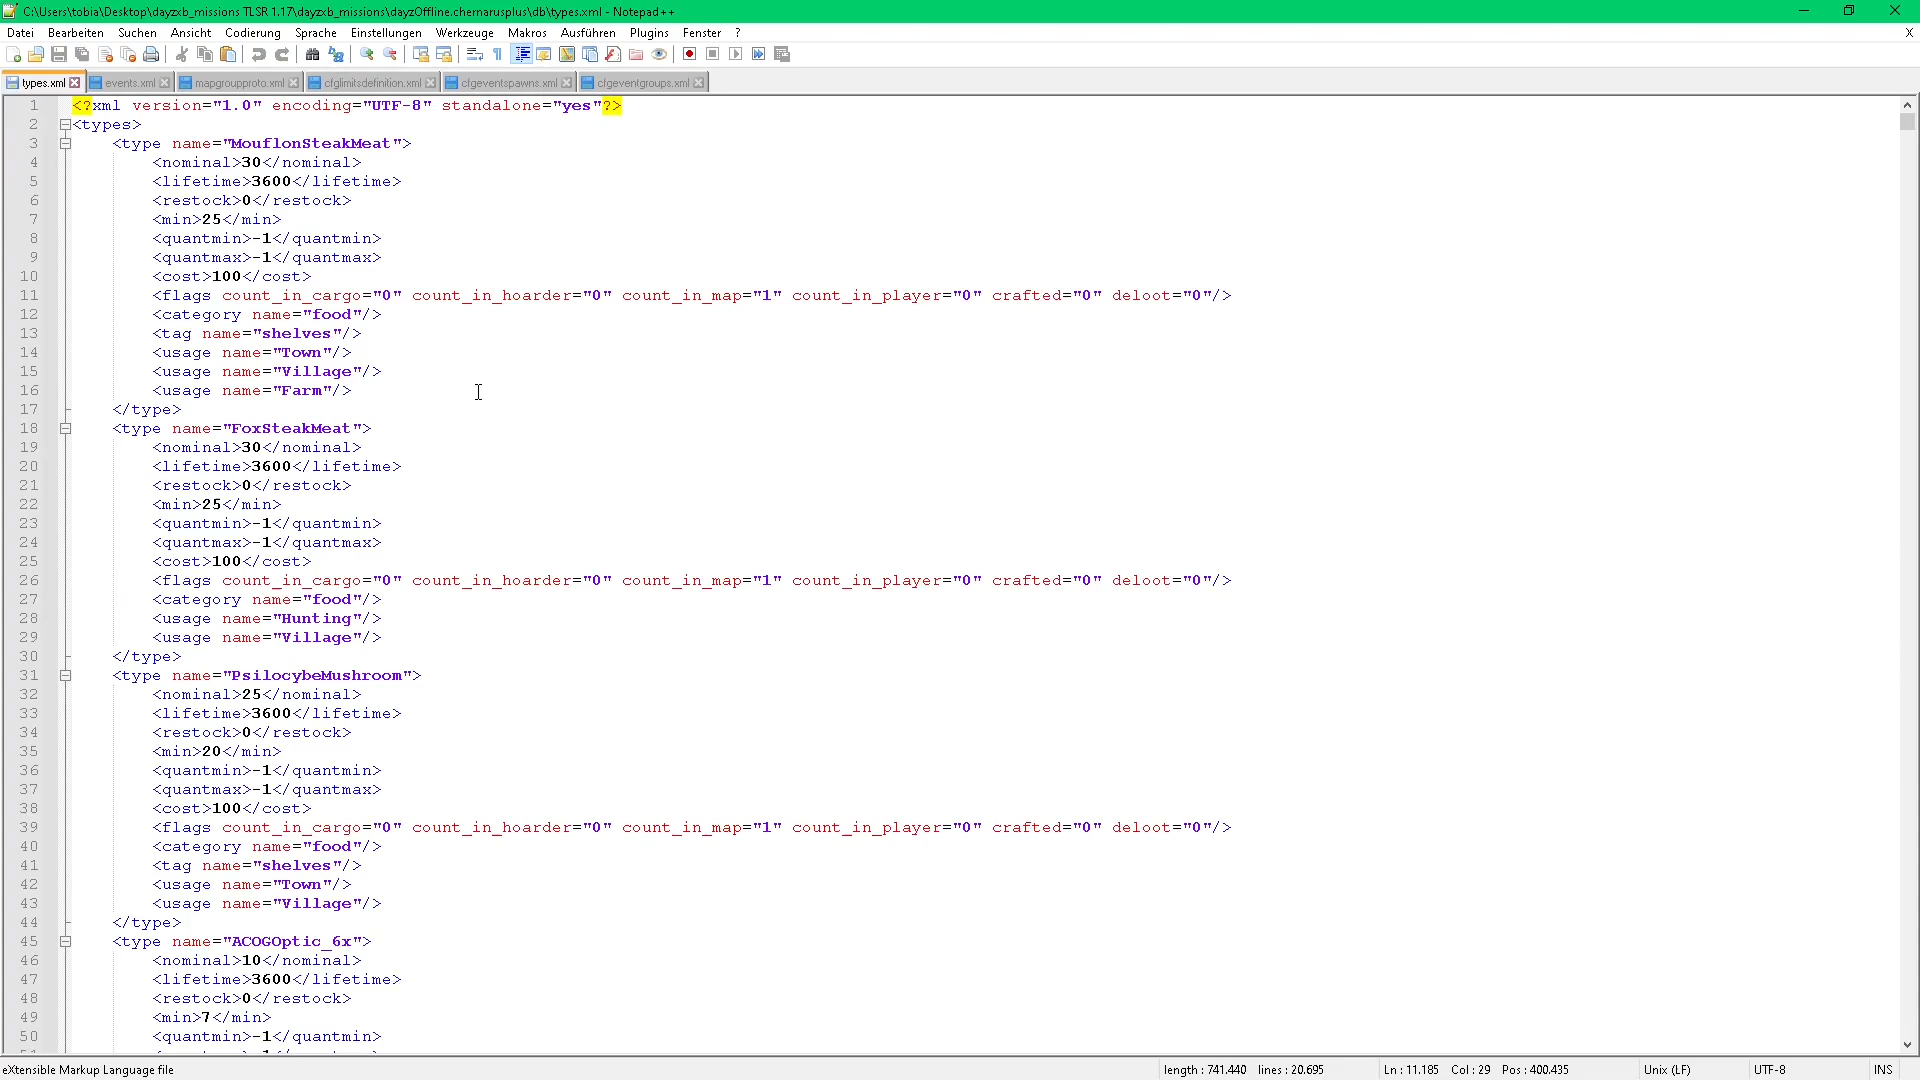 C:\Users\tobia\Desktop\dayzxb_missions TLSR 1.17\dayzxb_missions\dayzOffline.chernarusplus\db\types.xml - Notepad++
Datei Bearbeiten Suchen Ansicht Codierung Sprache Einstellungen Werkzeuge Makros Ausführen Plugins Fenster ? X
types.xml events.xml mapgroupproto.xml cfglimitsdefinition.xml cfgeventspawns.xml cfgeventgroups.xml
1 <?xml version="1.0" encoding="UTF-8" standalone="yes"?>
2 <types>
3 <type name="MouflonSteakMeat">
4 <nominal>30</nominal>
5 <lifetime>3600</lifetime>
6 <restock>0</restock>
7 <min>25</min>
8 <quantmin>-1</quantmin>
9 <quantmax>-1</quantmax>
10 <cost>100</cost>
11 <flags count_in_cargo="0" count_in_hoarder="0" count_in_map="1" count_in_player="0" crafted="0" deloot="0"/>
12 <category name="food"/>
13 <tag name="shelves"/>
14 <usage name="Town"/>
15 <usage name="Village"/>
16 <usage name="Farm"/>
17 </type>
18 <type name="FoxSteakMeat">
19 <nominal>30</nominal>
20 <lifetime>3600</lifetime>
21 <restock>0</restock>
22 <min>25</min>
23 <quantmin>-1</quantmin>
24 <quantmax>-1</quantmax>
25 <cost>100</cost>
26 <flags count_in_cargo="0" count_in_hoarder="0" count_in_map="1" count_in_player="0" crafted="0" deloot="0"/>
27 <category name="food"/>
28 <usage name="Hunting"/>
29 <usage name="Village"/>
30 </type>
31 <type name="PsilocybeMushroom">
32 <nominal>25</nominal>
33 <lifetime>3600</lifetime>
34 <restock>0</restock>
35 <min>20</min>
36 <quantmin>-1</quantmin>
37 <quantmax>-1</quantmax>
38 <cost>100</cost>
39 <flags count_in_cargo="0" count_in_hoarder="0" count_in_map="1" count_in_player="0" crafted="0" deloot="0"/>
40 <category name="food"/>
41 <tag name="shelves"/>
42 <usage name="Town"/>
43 <usage name="Village"/>
44 </type>
45 <type name="ACOGOptic_6x">
46 <nominal>10</nominal>
47 <lifetime>3600</lifetime>
48 <restock>0</restock>
49 <min>7</min>
50 <quantmin>-1</quantmin>
eXtensible Markup Language file length : 741.440 lines : 20.695 Ln : 11.185 Col : 29 Pos : 400.435 Unix (LF) UTF-8 INS